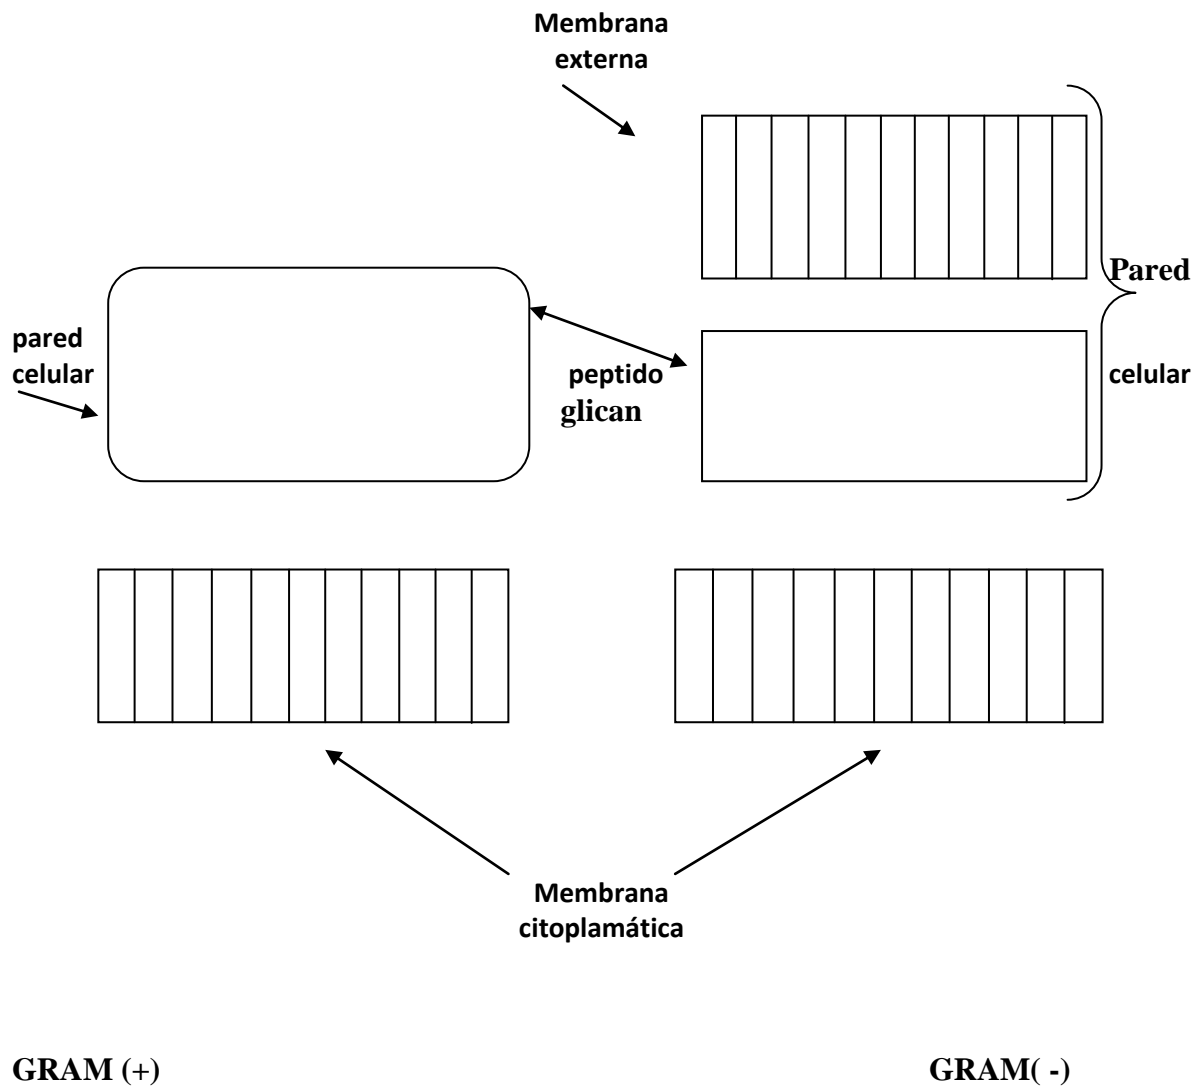 Membrana
externa
Pared
pared
celular
peptido
glican
celular
Membrana
citoplamática
GRAM (+)
GRAM( -)